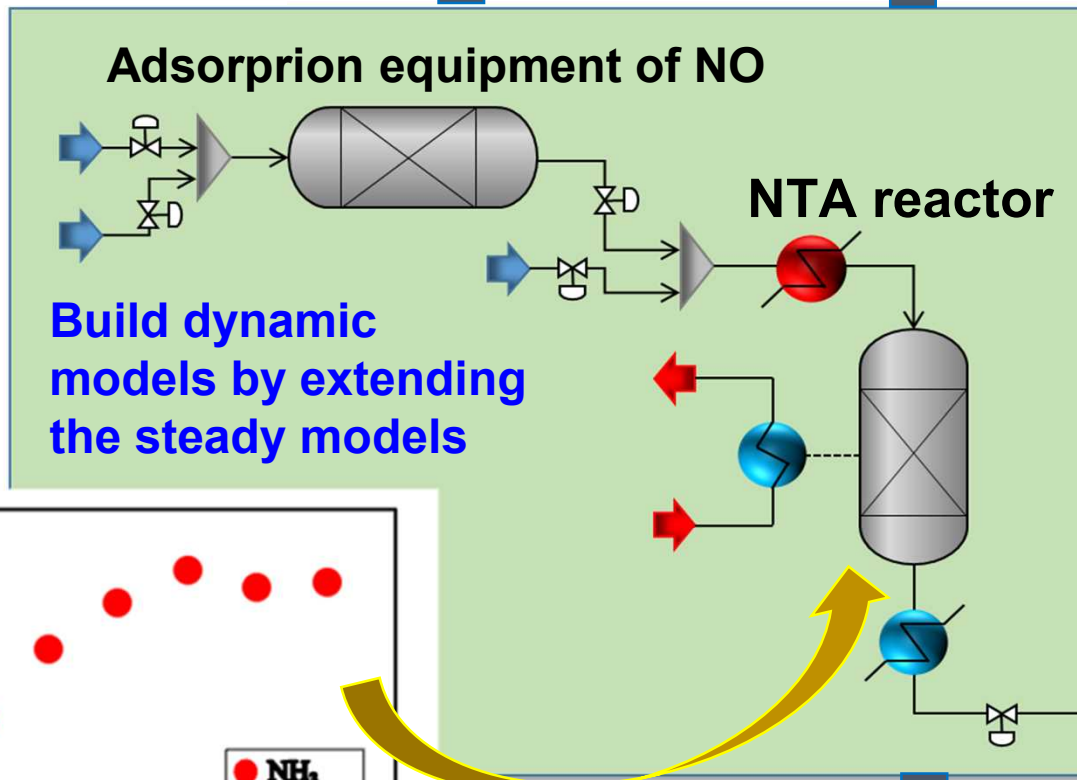 Adsorprion equipment of NO
NTA reactor
Build dynamic
models by extending
the steady models
NH₃